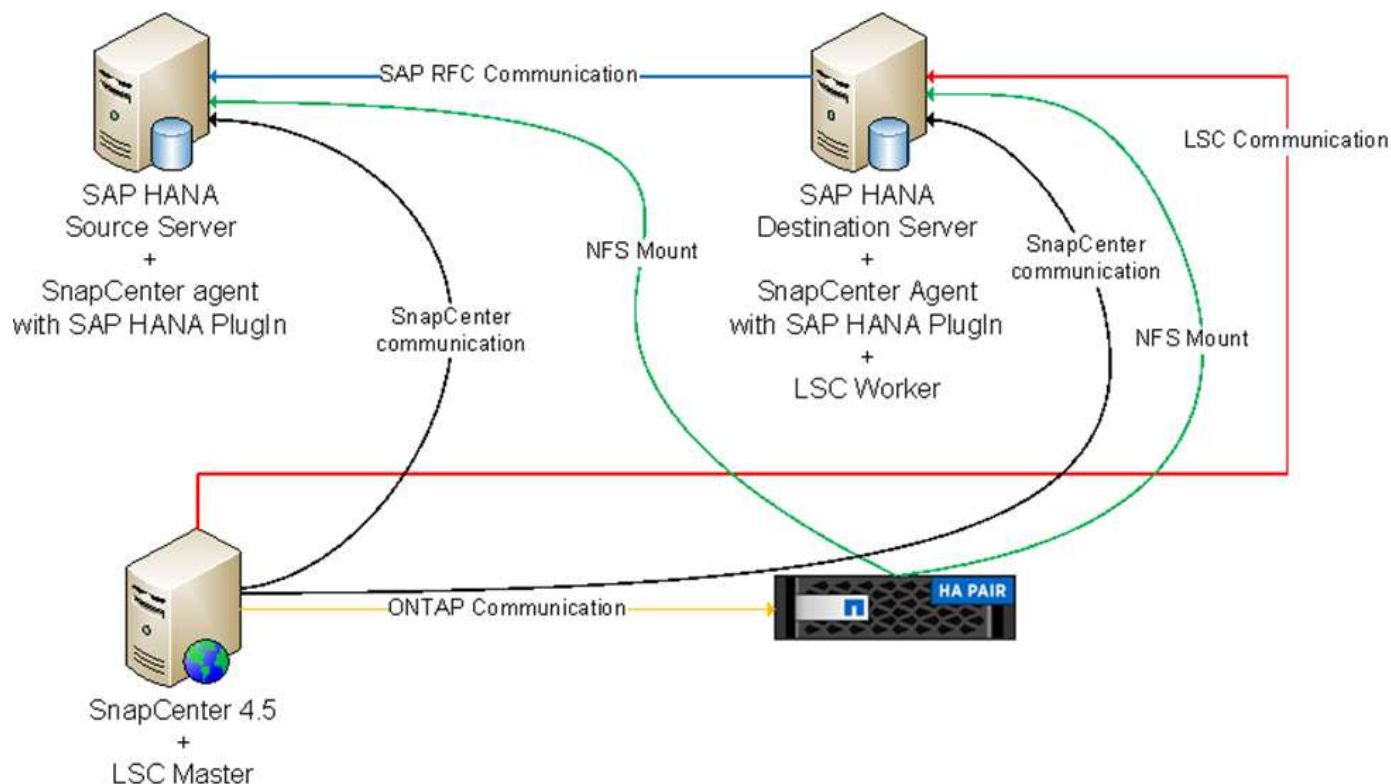 SAP RFC Communication
LSC Communication
SAP HANA
Source Server
+
SnapCenter agent
with SAP HANA PlugIn
NFS Mount
SnapCenter
communication
SAP HANA
Destination Server
+
SnapCenter Agent
with SAP HANA PlugIn
+
LSC Worker
SnapCenter
communication
NFS Mount
ONTAP Communication
HA PAIR
SnapCenter 4.5
+
LSC Master